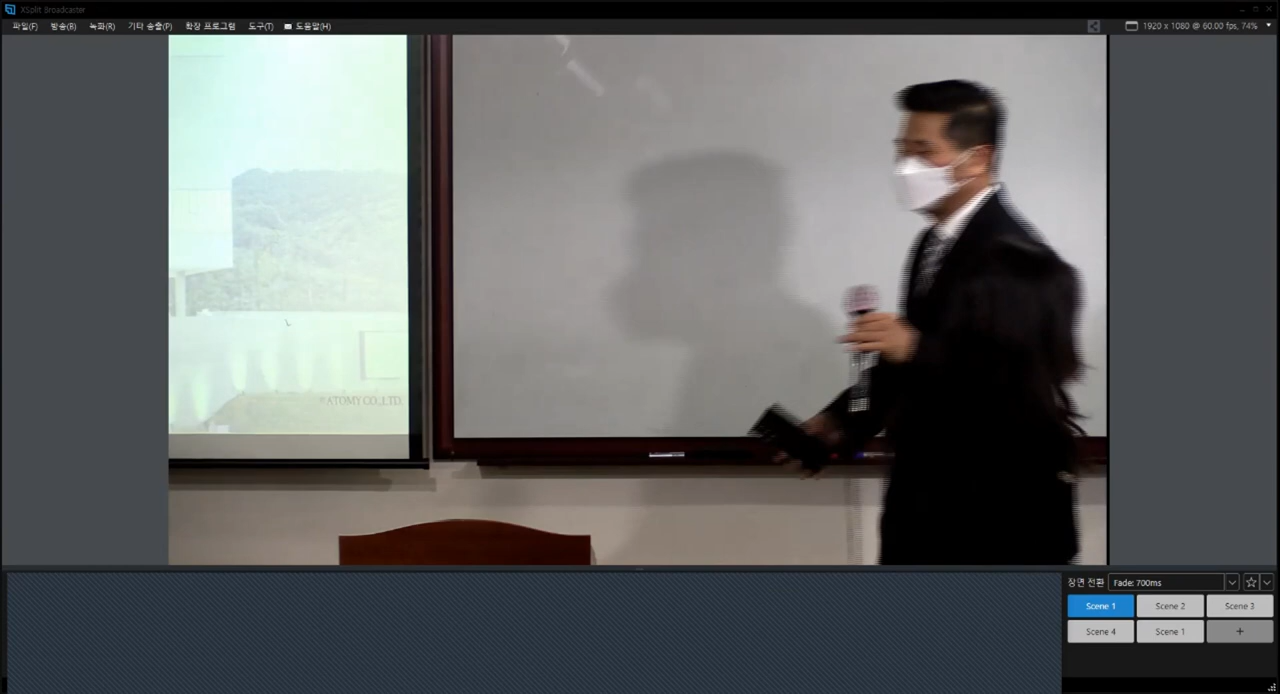 XSplit Broadcaster
파일(F) 방송(B) 녹화(R) 기타 송출(P) 확장 프로그램 도구(T) 도움말(H)
1920 x 1080 @ 60.00 fps, 74%
ATOMY CO., LTD.
장면 전환 Fade: 700ms
Scene 1 Scene 2 Scene 3
Scene 4 Scene 1 +